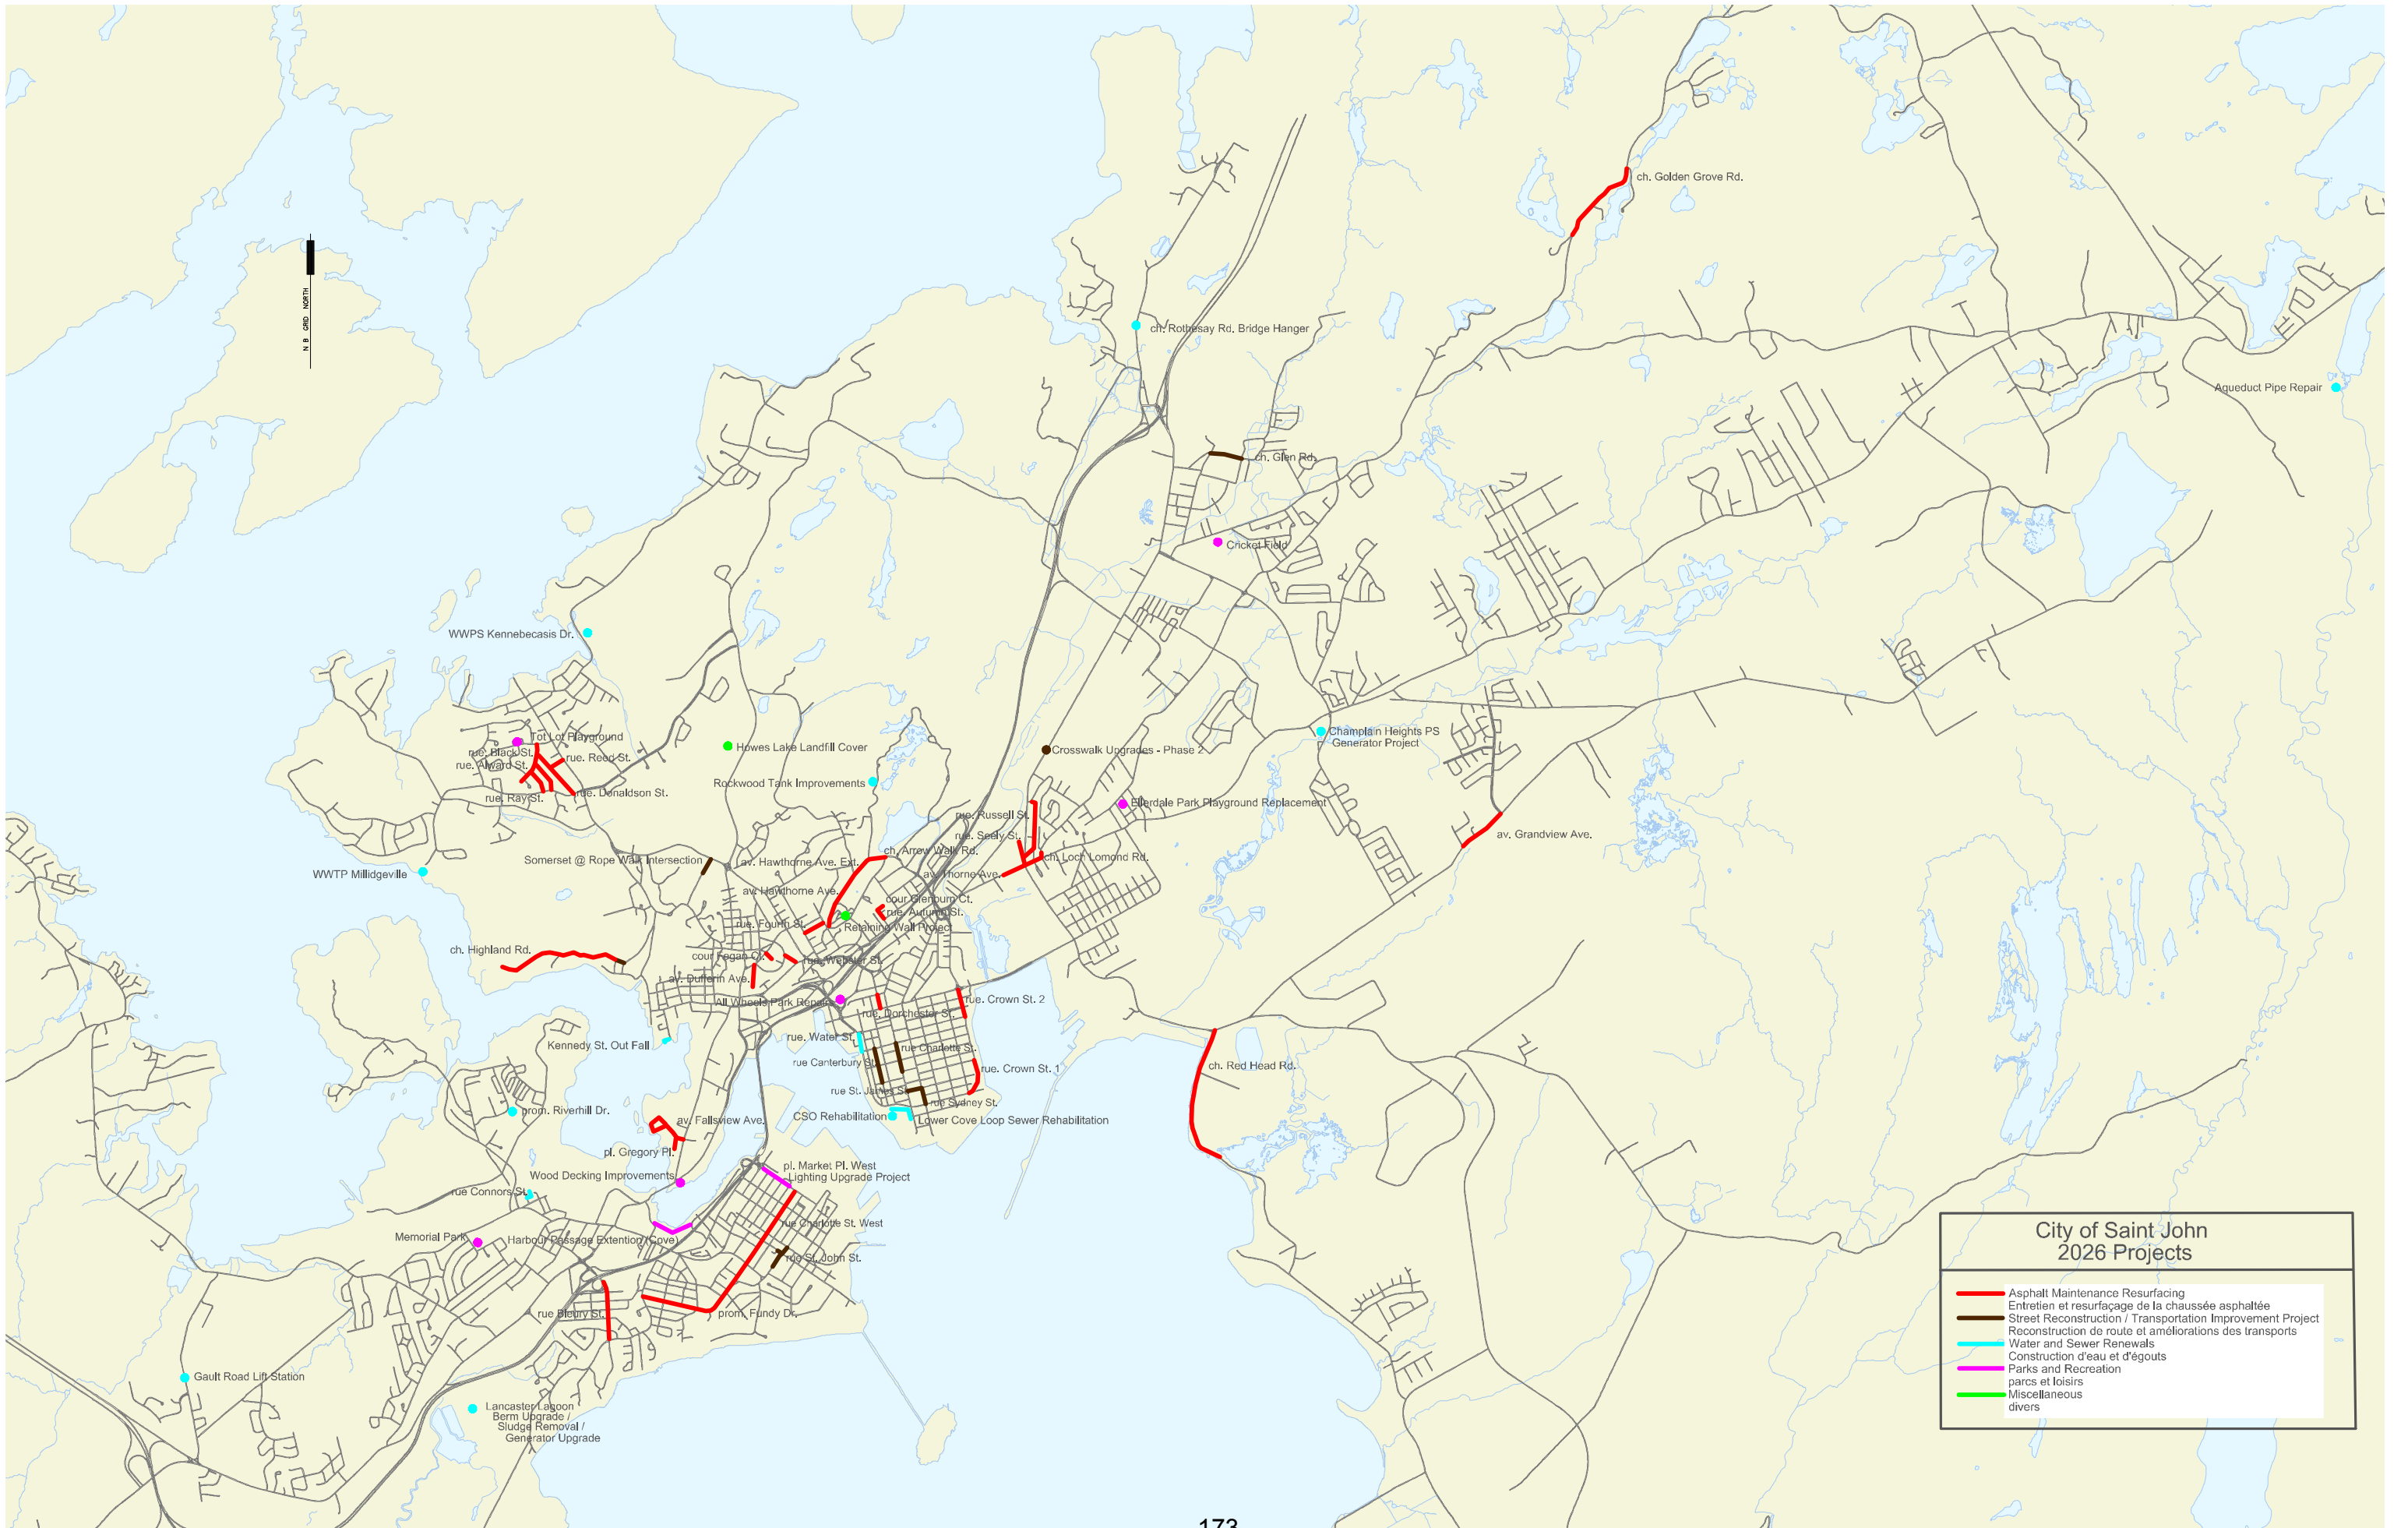 ch. Golden Grove Rd.
N B GRID NORTH
ch. Rothesay Rd. Bridge Hanger
Aqueduct Pipe Repair
ch. Glen Rd.
Cricket Field
WWPS Kennebecasis Dr.
Tot Lot Playground
rue. Black St.
rue. Reed St.
rue. Alward St.
rue. Ray St.
rue. Donaldson St.
Howes Lake Landfill Cover
Crosswalk Upgrades - Phase 2
Champlain Heights PS
Generator Project
Rockwood Tank Improvements
Ellerdale Park Playground Replacement
rue. Russell St.
rue. Seely St.
av. Grandview Ave.
ch. Arrow Walk Rd.
ch. Loch Lomond Rd.
Somerset @ Rope Walk Intersection
av. Hawthorne Ave. Ext.
WWTP Millidgeville
av. Thorne Ave.
av. Hawthorne Ave.
cour Glenburn Ct.
rue. Autumn St.
rue. Fourth St.
Retaining Wall Project
ch. Highland Rd.
cour Fogan Ct.
rue. Webster St.
av. Dufferin Ave.
All Wheels Park Repairs
rue. Crown St. 2
rue. Dorchester St.
rue. Water St.
Kennedy St. Out Fall
rue Charlotte St.
rue Canterbury St.
rue. Crown St. 1
ch. Red Head Rd.
rue St. James St.
rue Sydney St.
prom. Riverhill Dr.
CSO Rehabilitation
Lower Cove Loop Sewer Rehabilitation
av. Fallsview Ave.
pl. Gregory Pl.
pl. Market Pl. West
Lighting Upgrade Project
Wood Decking Improvements
rue Connors St.
rue Charlotte St. West
Memorial Park
Harbour Passage Extention (Cove)
rue St. John St.
rue Bleury St.
prom. Fundy Dr.
Gault Road Lift Station
Lancaster Lagoon
Berm Upgrade /
Sludge Removal /
Generator Upgrade
City of Saint John
2026 Projects
Asphalt Maintenance Resurfacing
Entretien et resurfaçage de la chaussée asphaltée
Street Reconstruction / Transportation Improvement Project
Reconstruction de route et améliorations des transports
Water and Sewer Renewals
Construction d'eau et d'égouts
Parks and Recreation
parcs et loisirs
Miscellaneous
divers
173